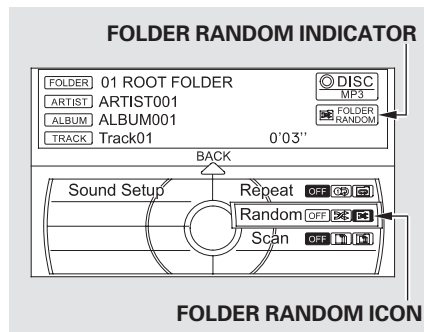 FOLDER RANDOM INDICATOR
FOLDER 01 ROOT FOLDER
DISC
MP3
ARTIST ARTIST001
ALBUM ALBUM001
FOLDER
RANDOM
TRACK Track01 0'03''
BACK
Sound Setup Repeat OFF
Random OFF
Scan OFF
FOLDER RANDOM ICON